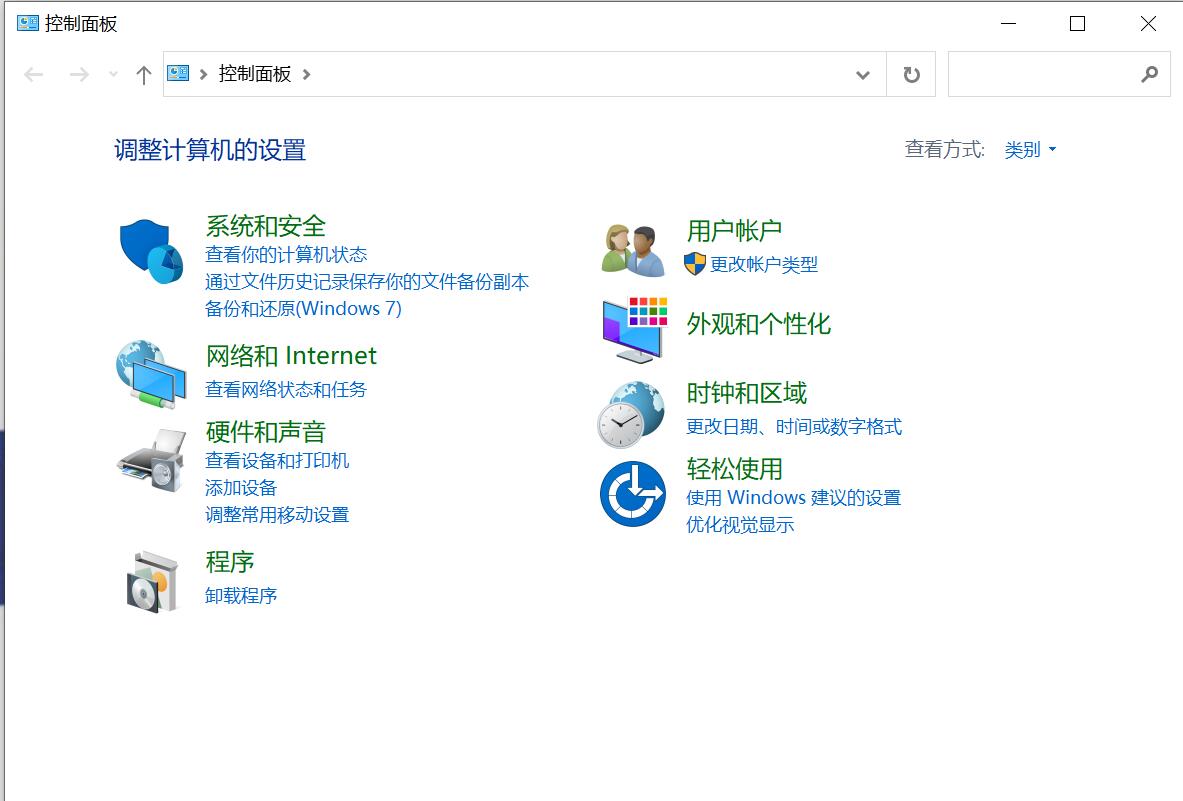 控制面板
控制面板
调整计算机的设置
查看方式: 类别
系统和安全
查看你的计算机状态
通过文件历史记录保存你的文件备份副本
备份和还原(Windows 7)
网络和 Internet
查看网络状态和任务
硬件和声音
查看设备和打印机
添加设备
调整常用移动设置
程序
卸载程序
用户帐户
更改帐户类型
外观和个性化
时钟和区域
更改日期、时间或数字格式
轻松使用
使用 Windows 建议的设置
优化视觉显示